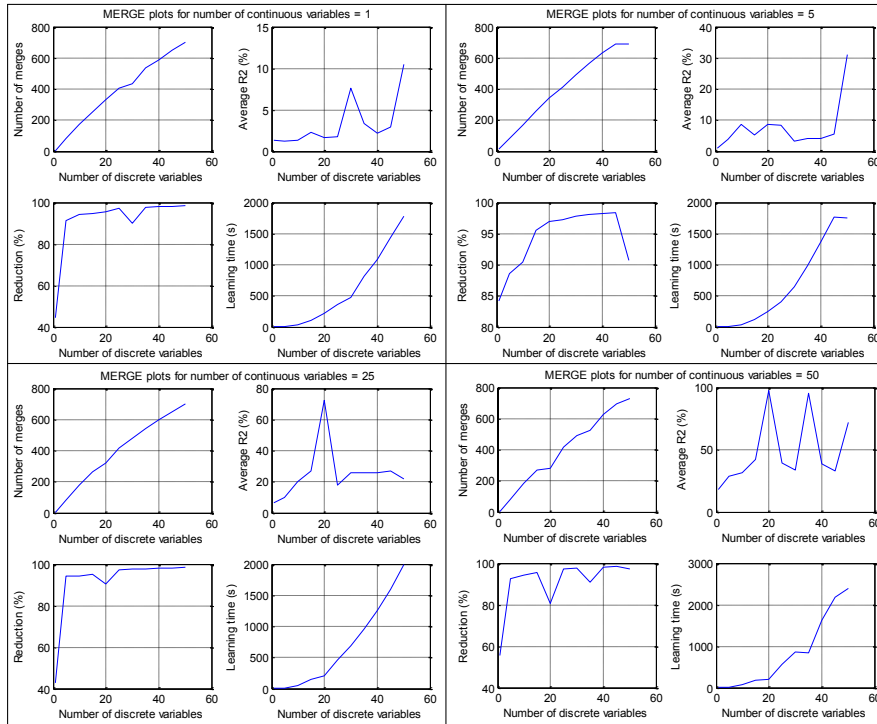 MERGE plots for number of continuous variables = 1
Number of merges
800
600
400
200
0
0 20 40 60
Number of discrete variables
Average R2 (%)
15
10
5
0
0 20 40 60
Number of discrete variables
Reduction (%)
100
80
60
40
0 20 40 60
Number of discrete variables
Learning time (s)
2000
1500
1000
500
0
0 20 40 60
Number of discrete variables
MERGE plots for number of continuous variables = 5
Number of merges
800
600
400
200
0
0 20 40 60
Number of discrete variables
Average R2 (%)
40
30
20
10
0
0 20 40 60
Number of discrete variables
Reduction (%)
100
95
90
85
80
0 20 40 60
Number of discrete variables
Learning time (s)
2000
1500
1000
500
0
0 20 40 60
Number of discrete variables
MERGE plots for number of continuous variables = 25
Number of merges
800
600
400
200
0
0 20 40 60
Number of discrete variables
Average R2 (%)
80
60
40
20
0
0 20 40 60
Number of discrete variables
Reduction (%)
100
80
60
40
0 20 40 60
Number of discrete variables
Learning time (s)
2000
1500
1000
500
0
0 20 40 60
Number of discrete variables
MERGE plots for number of continuous variables = 50
Number of merges
800
600
400
200
0
0 20 40 60
Number of discrete variables
Average R2 (%)
100
50
0
0 20 40 60
Number of discrete variables
Reduction (%)
100
80
60
40
0 20 40 60
Number of discrete variables
Learning time (s)
3000
2000
1000
0
0 20 40 60
Number of discrete variables